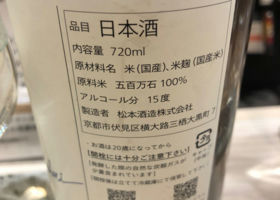 品目 日本酒
内容量 720ml
原材料名 米(国産)、米麹(国産米)
原料米 五百万石 100%
アルコール分 15度
製造者 松本酒造株式会社
京都市伏見区横大路三栖大黒町7
・お酒は20歳になってから
【開栓には十分ご注意下さい】